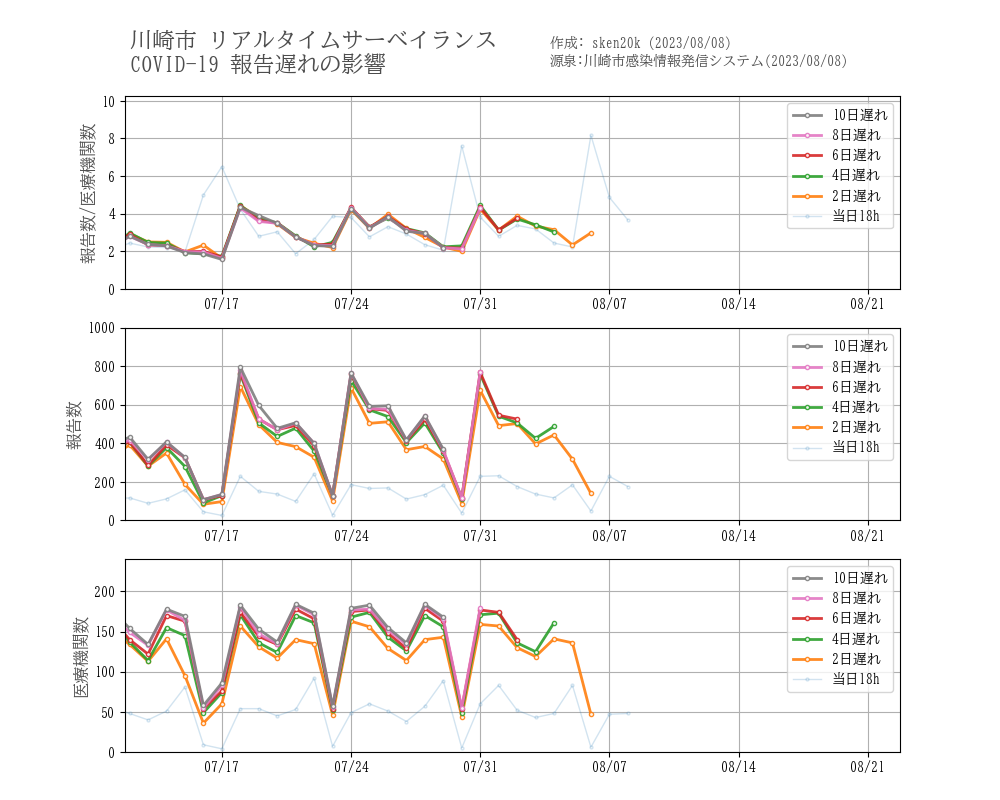 川崎市 リアルタイムサーベイランス
COVID-19 報告遅れの影響
作成: sken20k (2023/08/08)
源泉:川崎市感染情報発信システム(2023/08/08)
報告数/医療機関数
10
8
6
4
2
0
10日遅れ
8日遅れ
6日遅れ
4日遅れ
2日遅れ
当日18h
07/17
07/24
07/31
08/07
08/14
08/21
報告数
1000
800
600
400
200
0
10日遅れ
8日遅れ
6日遅れ
4日遅れ
2日遅れ
当日18h
07/17
07/24
07/31
08/07
08/14
08/21
医療機関数
200
150
100
50
0
10日遅れ
8日遅れ
6日遅れ
4日遅れ
2日遅れ
当日18h
07/17
07/24
07/31
08/07
08/14
08/21